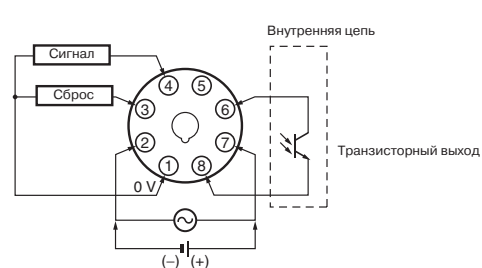 Внутренняя цепь
Сигнал
Сброс
4 5
3 6
2 7
1 8
Транзисторный выход
0 V
(–) (+)